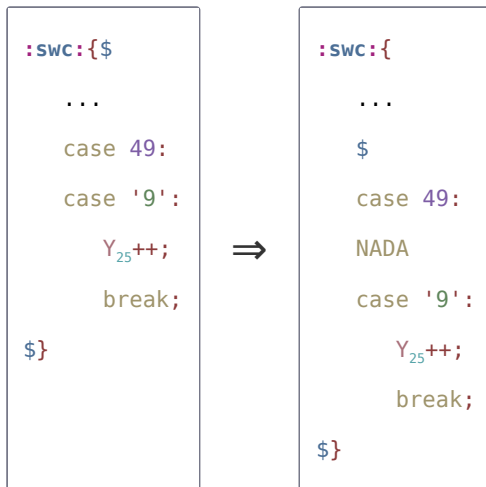 :swc:{$
...
case 49:
case '9':
Y25++;
break;
$}
⇒
:swc:{
...
$
case 49:
NADA
case '9':
Y25++;
break;
$}